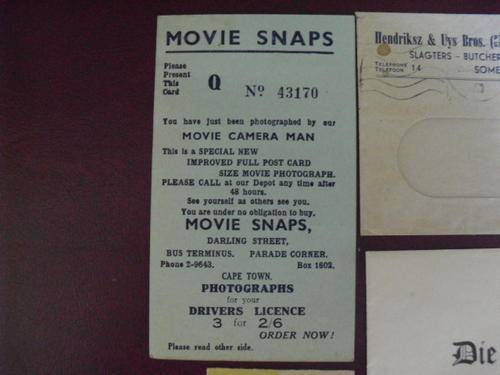 MOVIE SNAPS
Please
Present
This
Card
Q
No 43170
You have just been photographed by our
MOVIE CAMERA MAN
This is a SPECIAL NEW
IMPROVED FULL POST CARD
SIZE MOVIE PHOTOGRAPH.
PLEASE CALL at our Depot any time after
48 hours.
See yourself as others see you.
You are under no obligation to buy.
MOVIE SNAPS,
DARLING STREET,
BUS TERMINUS. PARADE CORNER.
Phone 2-9643. Box 1602.
CAPE TOWN.
PHOTOGRAPHS
for your
DRIVERS LICENCE
3 for 2/6
ORDER NOW!
Please read other side.
Hendriksz & Uys Bros.
SLAGTERS - BUTCHER
TELEPHONE
TELEFOON 14
SOME
Die